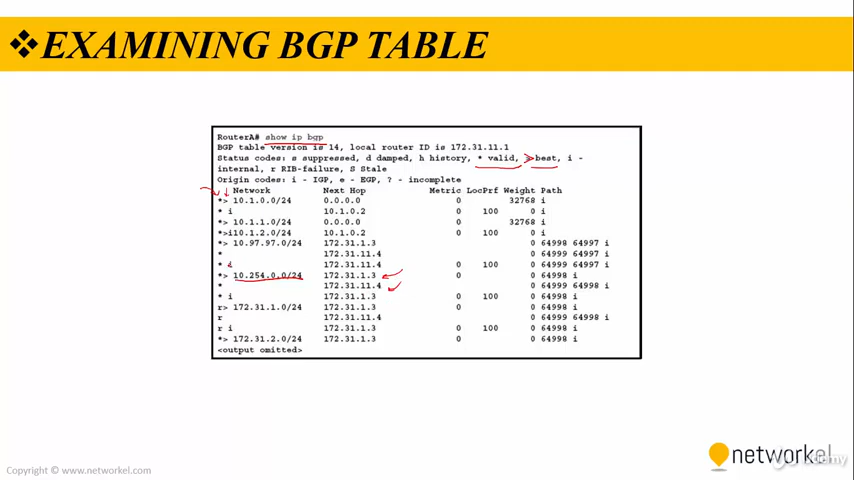 ❖EXAMINING BGP TABLE
RouterA# show ip bgp
BGP table version is 14, local router ID is 172.31.11.1
Status codes: s suppressed, d damped, h history, * valid, > best, i -
internal, r RIB-failure, S Stale
Origin codes: i - IGP, e - EGP, ? - incomplete
Network Next Hop Metric LocPrf Weight Path
*> 10.1.0.0/24 0.0.0.0 0 32768 i
* i 10.1.0.2 0 100 0 i
*> 10.1.1.0/24 0.0.0.0 0 32768 i
*>i10.1.2.0/24 10.1.0.2 0 100 0 i
*> 10.97.97.0/24 172.31.1.3 0 64998 64997 i
* 172.31.11.4 0 64999 64997 i
* i 172.31.11.4 0 100 0 64999 64997 i
*> 10.254.0.0/24 172.31.1.3 0 0 64998 i
* 172.31.11.4 0 64999 64998 i
* i 172.31.1.3 0 100 0 64998 i
r> 172.31.1.0/24 172.31.1.3 0 0 64998 i
r 172.31.11.4 0 64999 64998 i
r i 172.31.1.3 0 100 0 64998 i
*> 172.31.2.0/24 172.31.1.3 0 0 64998 i
<output omitted>
networkel
Udemy
Copyright © www.networkel.com